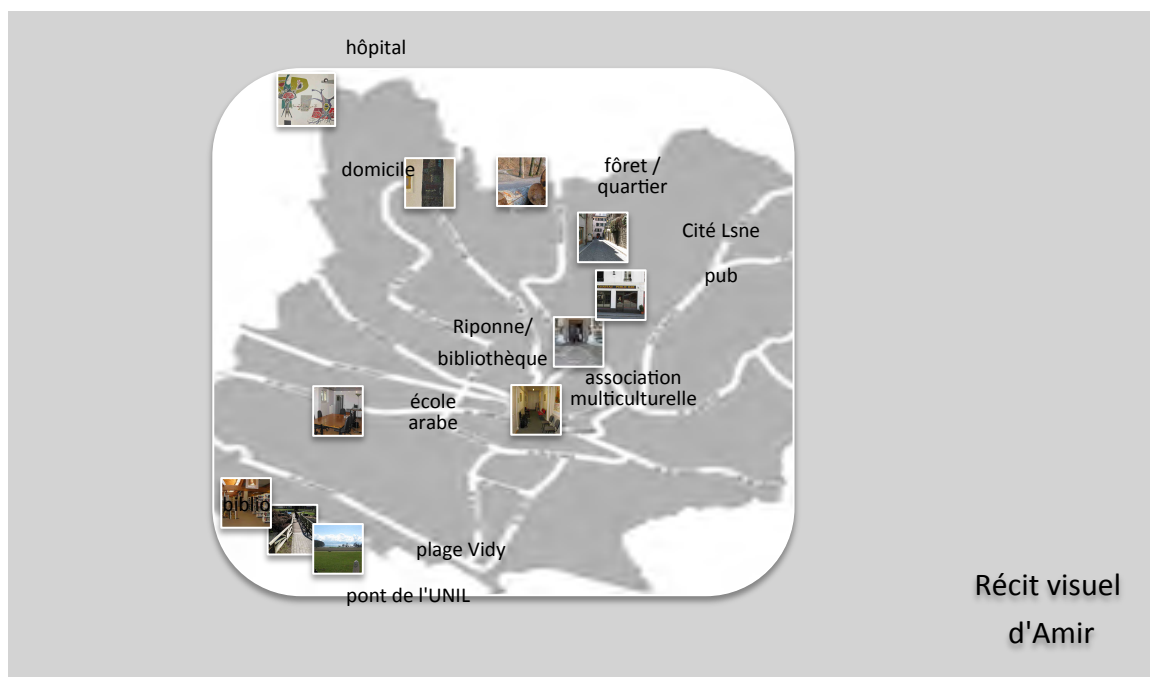 hôpital
domicile
fôret /
quartier
Cité Lsne
pub
Riponne/
bibliothèque
association
multiculturelle
école
arabe
biblio
plage Vidy
pont de l'UNIL
Récit visuel
d'Amir